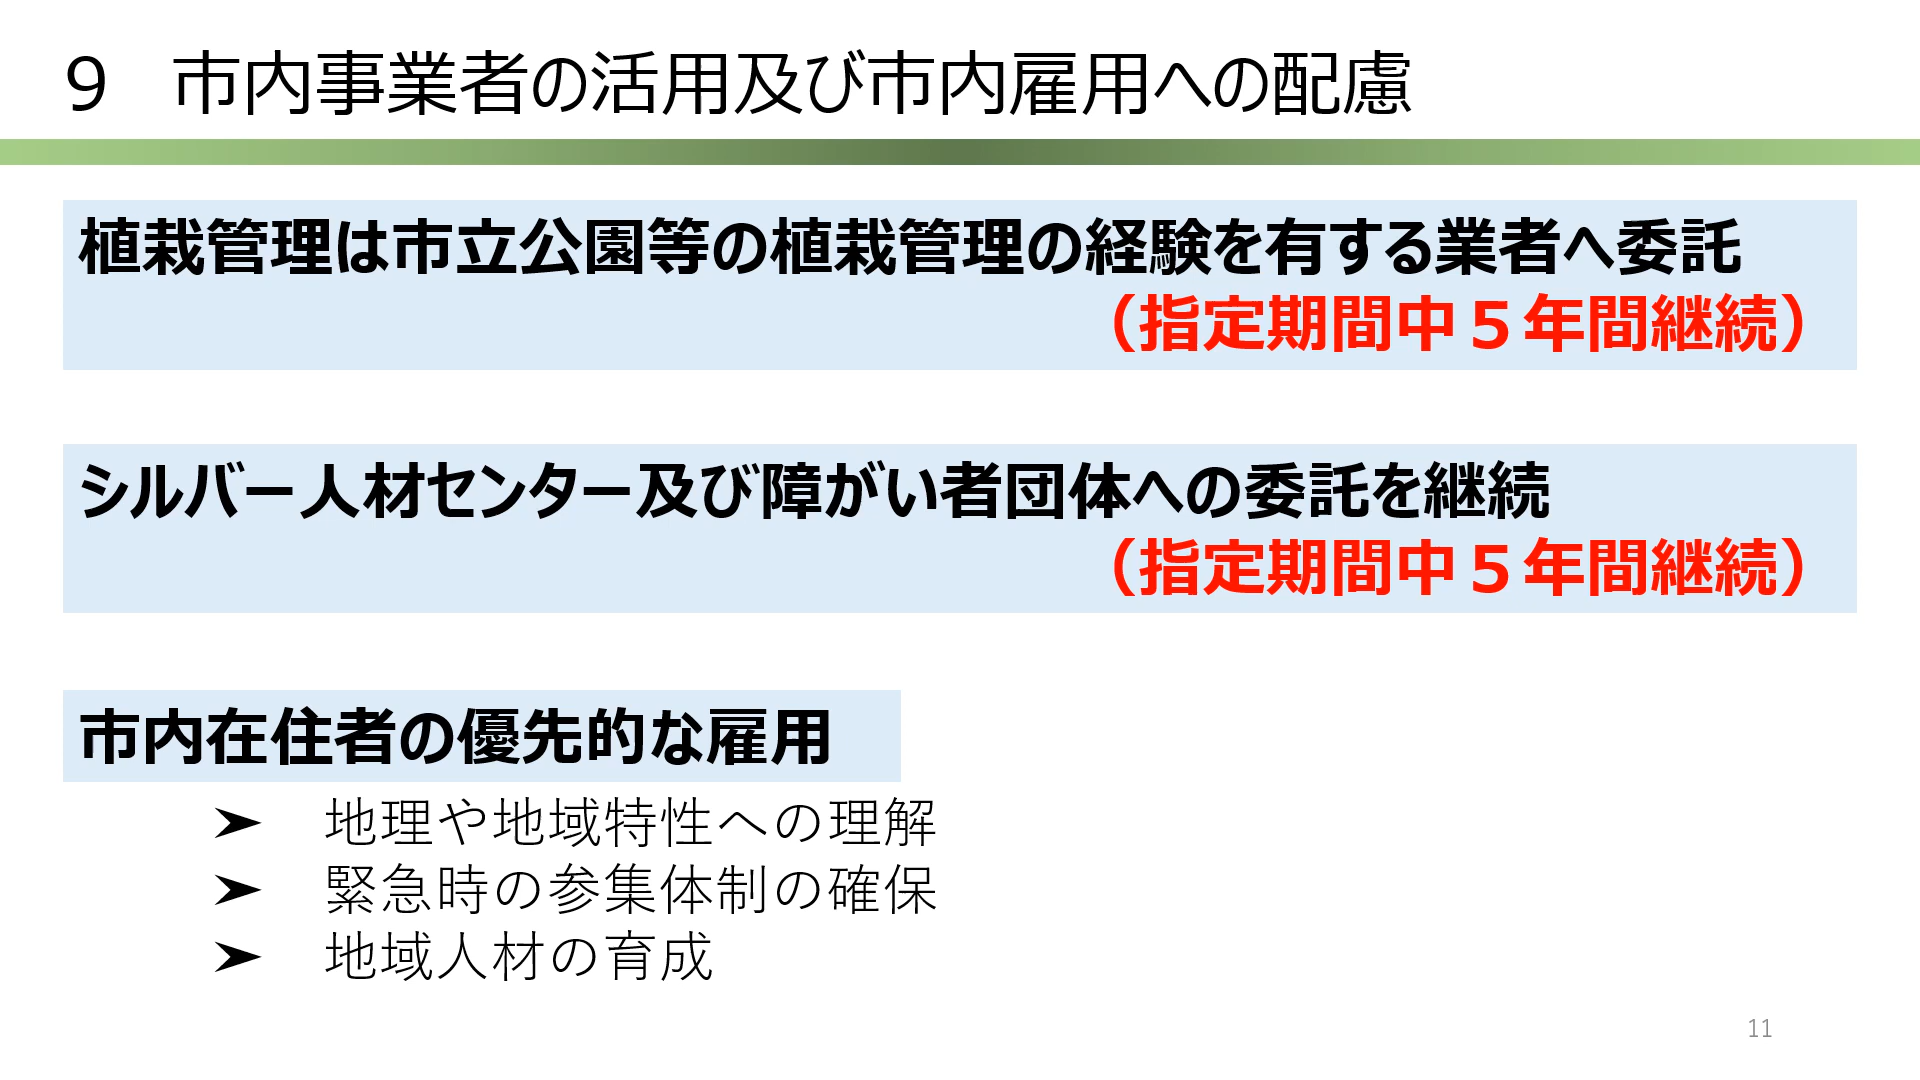 ９　市内事業者の活用及び市内雇用への配慮
植栽管理は市立公園等の植栽管理の経験を有する業者へ委託
（指定期間中５年間継続）
シルバー人材センター及び障がい者団体への委託を継続
（指定期間中５年間継続）
市内在住者の優先的な雇用
➢　地理や地域特性への理解
➢　緊急時の参集体制の確保
➢　地域人材の育成
11